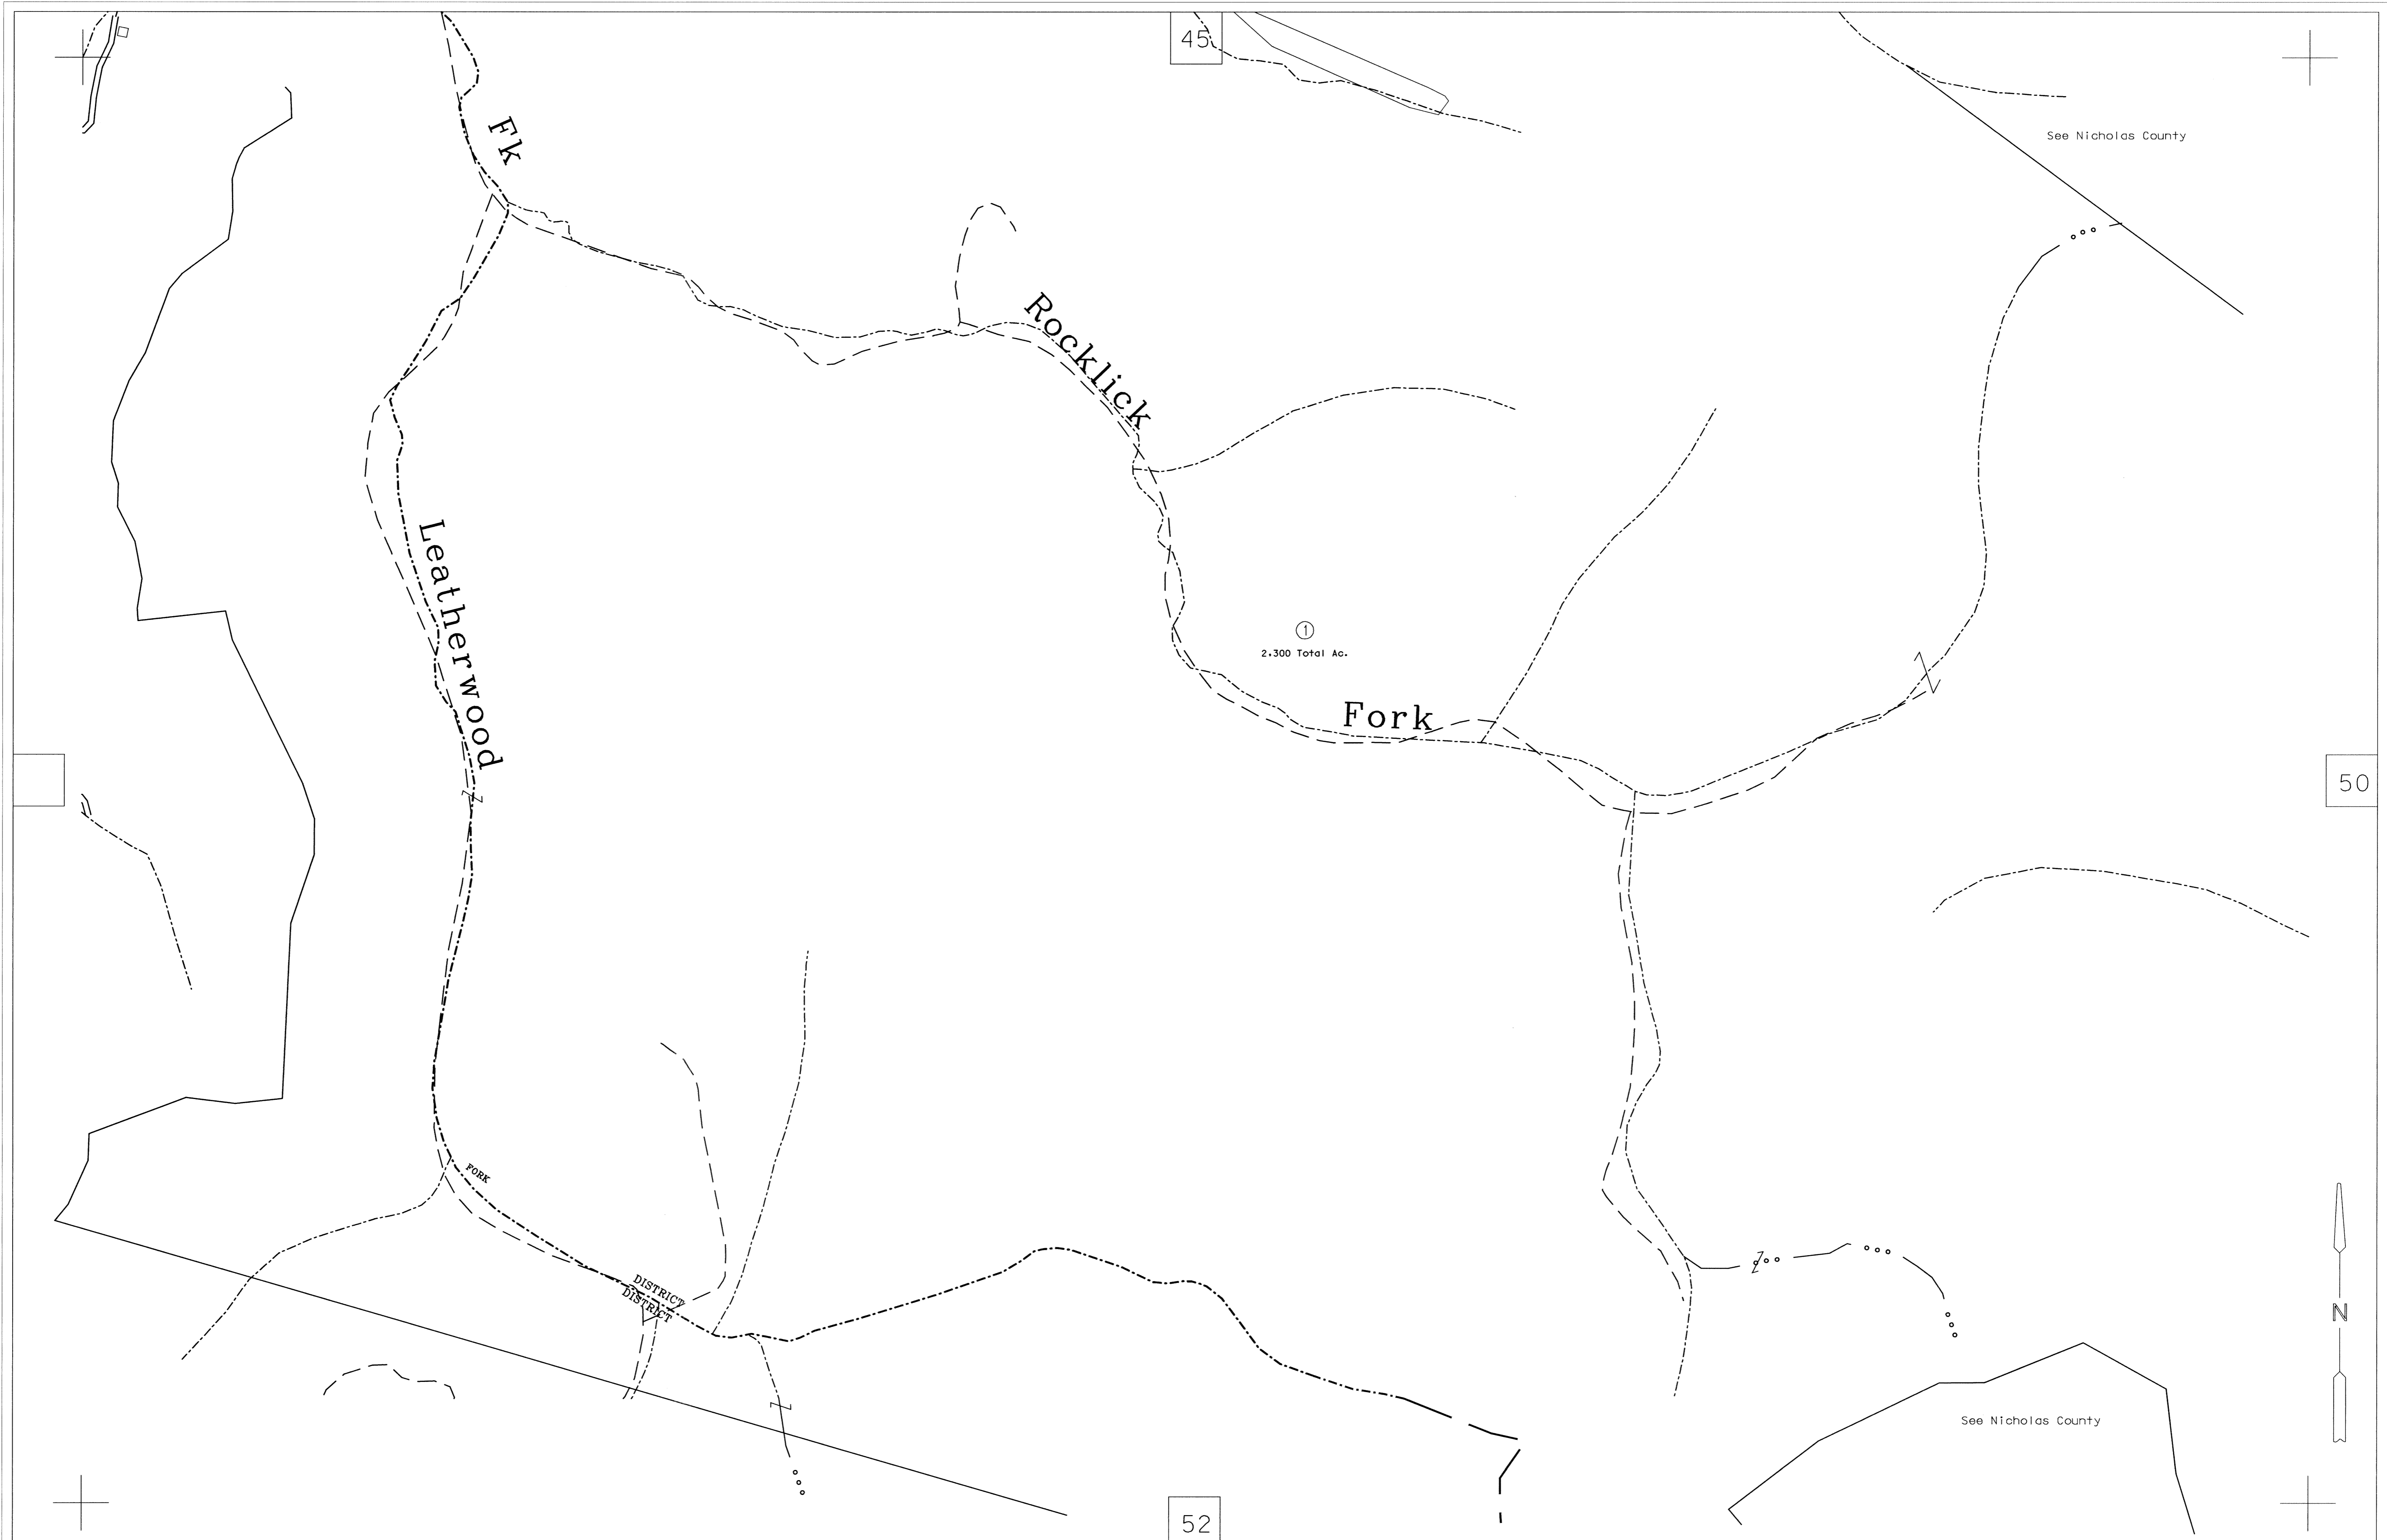 45
Fk
See Nicholas County
Rocklick
Leatherwood
1
2,300 Total Ac.
Fork
50
FORK
DISTRICT
DISTRICT
N
See Nicholas County
52